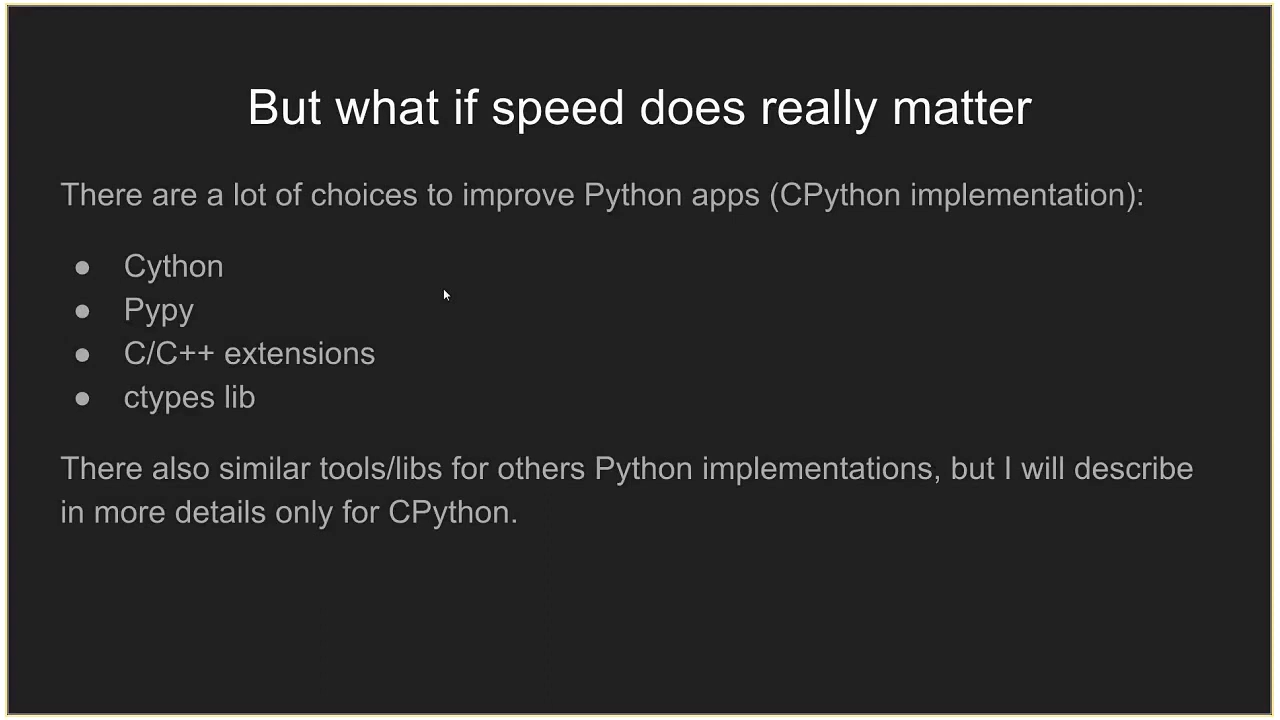 But what if speed does really matter
There are a lot of choices to improve Python apps (CPython implementation):
● Cython
● Pypy
● C/C++ extensions
● ctypes lib
There also similar tools/libs for others Python implementations, but I will describe
in more details only for CPython.